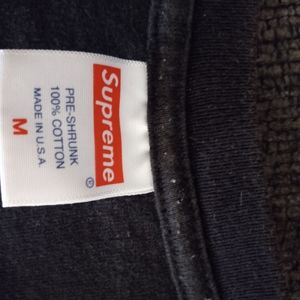 Supreme
®
PRE-SHRUNK
100% COTTON
MADE IN U.S.A.
M